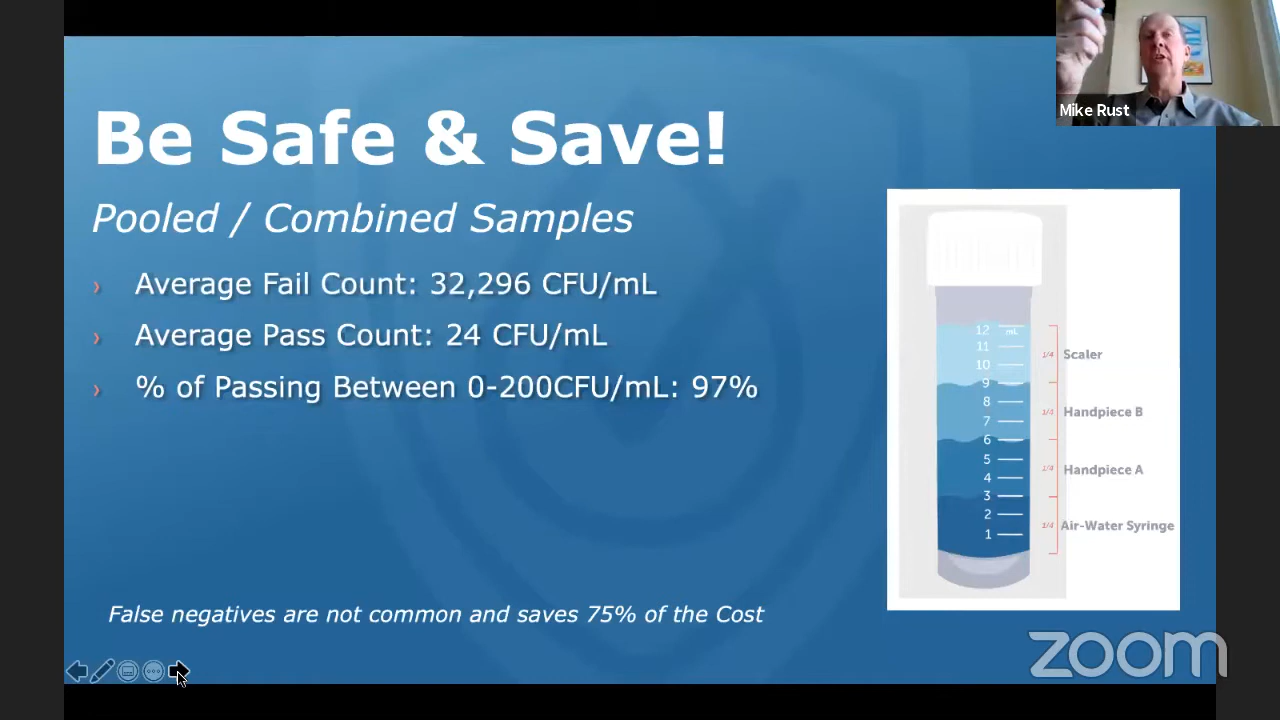 Mike Rust
Be Safe & Save!
Pooled / Combined Samples
› Average Fail Count: 32,296 CFU/mL
› Average Pass Count: 24 CFU/mL
› % of Passing Between 0-200CFU/mL: 97%
12 mL
11
10
9
8
7
6
5
4
3
2
1
1/4 Scaler
1/4 Handpiece B
1/4 Handpiece A
1/4 Air-Water Syringe
False negatives are not common and saves 75% of the Cost
zoom